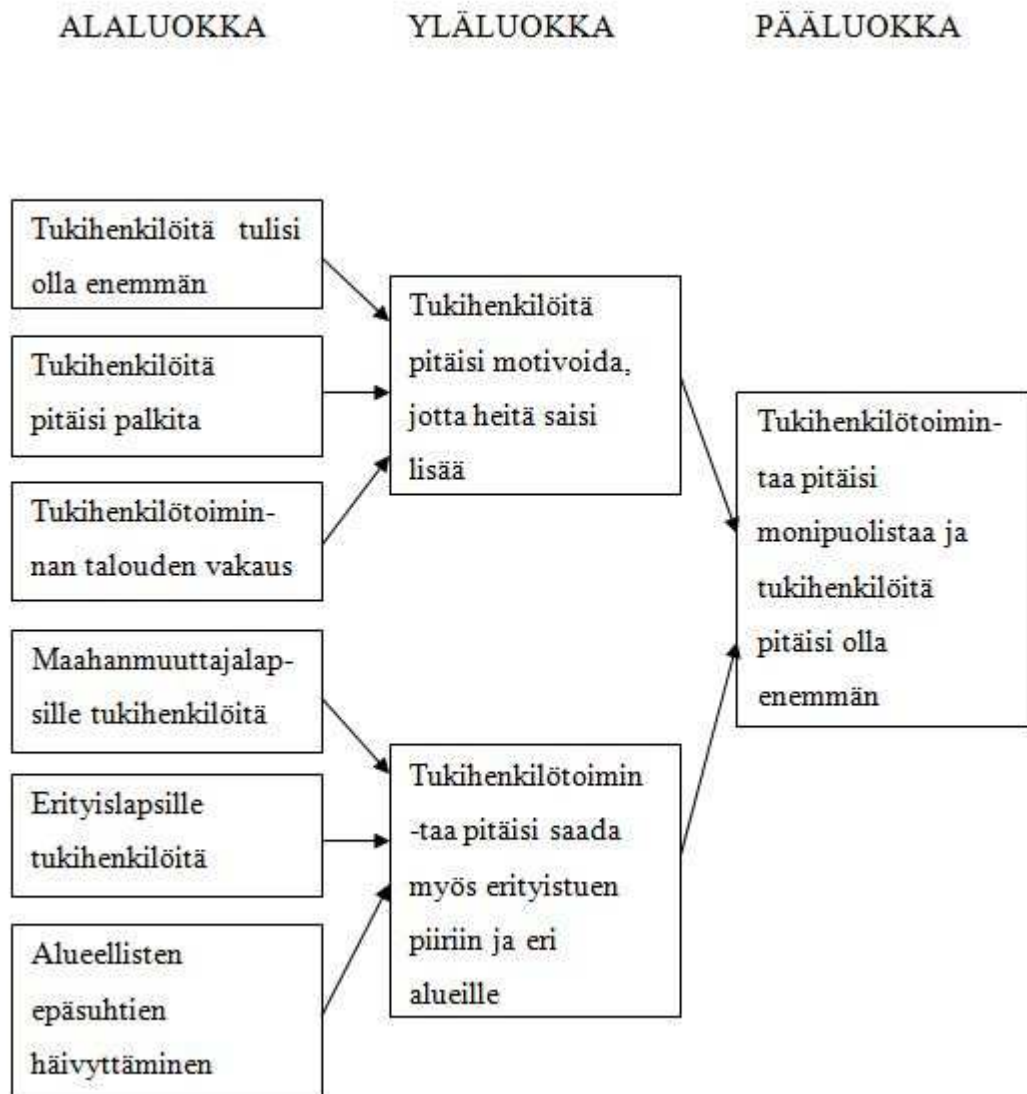 ALALUOKKA YLÄLUOKKA PÄÄLUOKKA
Tukihenkilöitä tulisi
olla enemmän
Tukihenkilöitä
pitäisi palkita
Tukihenkilötoimin-
nan talouden vakaus
Maahanmuuttajalap-
sille tukihenkilöitä
Erityislapsille
tukihenkilöitä
Alueellisten
epäsuhtien
häivyttäminen
Tukihenkilöitä
pitäisi motivoida,
jotta heitä saisi
lisää
Tukihenkilötoimin
-taa pitäisi saada
myös erityistuen
piiriin ja eri
alueille
Tukihenkilötoimin-
taa pitäisi
monipuolistaa ja
tukihenkilöitä
pitäisi olla
enemmän